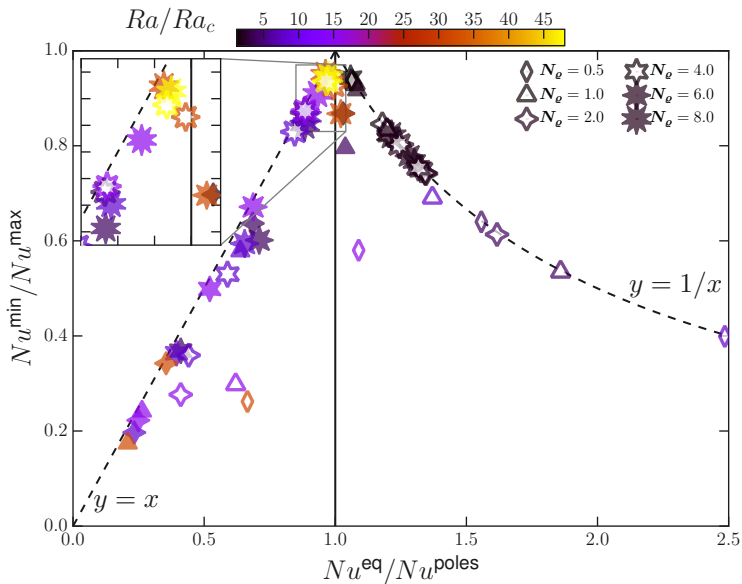 Ra/Ra_c 5 10 15 20 25 30 35 40 45
1.0
0.8
0.6
0.4
0.2
0.0
Nu^min/Nu^max
N_ϱ = 0.5 N_ϱ = 4.0
N_ϱ = 1.0 N_ϱ = 6.0
N_ϱ = 2.0 N_ϱ = 8.0
y = 1/x
y = x
0.0 0.5 1.0 1.5 2.0 2.5
Nu^eq/Nu^poles